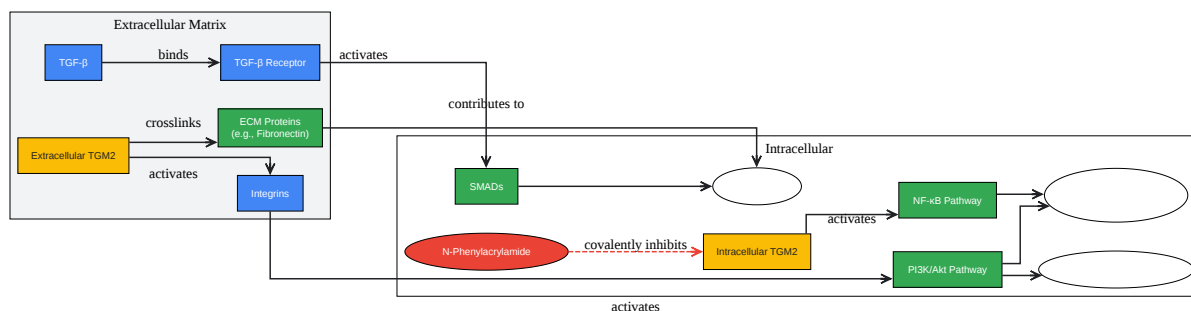 Extracellular Matrix
TGF-β
binds
TGF-β Receptor
activates
contributes to
crosslinks
ECM Proteins
(e.g., Fibronectin)
Extracellular TGM2
activates
Integrins
Intracellular
SMADs
NF-κB Pathway
activates
N-Phenylacrylamide
covalently inhibits
Intracellular TGM2
PI3K/Akt Pathway
activates